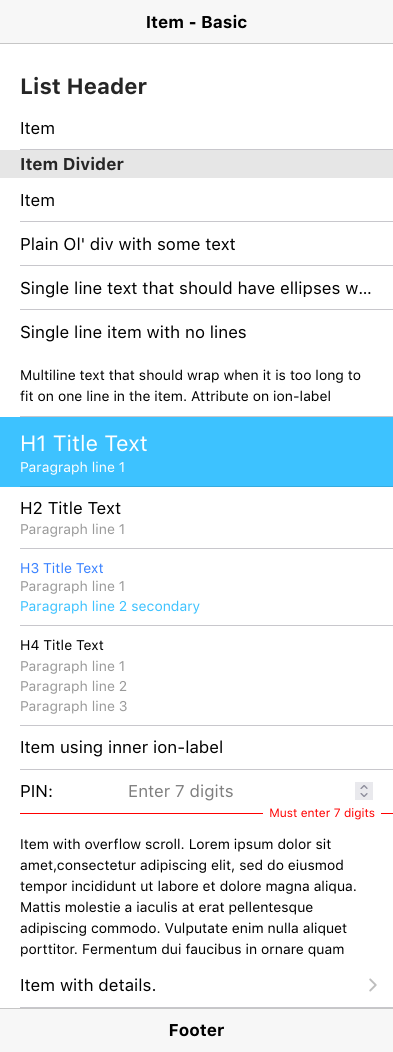 Item - Basic
List Header
Item
Item Divider
Item
Plain Ol' div with some text
Single line text that should have ellipses w...
Single line item with no lines
Multiline text that should wrap when it is too long to
fit on one line in the item. Attribute on ion-label
H1 Title Text
Paragraph line 1
H2 Title Text
Paragraph line 1
H3 Title Text
Paragraph line 1
Paragraph line 2 secondary
H4 Title Text
Paragraph line 1
Paragraph line 2
Paragraph line 3
Item using inner ion-label
PIN: Enter 7 digits
Must enter 7 digits
Item with overflow scroll. Lorem ipsum dolor sit
amet,consectetur adipiscing elit, sed do eiusmod
tempor incididunt ut labore et dolore magna aliqua.
Mattis molestie a iaculis at erat pellentesque
adipiscing commodo. Vulputate enim nulla aliquet
porttitor. Fermentum dui faucibus in ornare quam
Item with details.
Footer